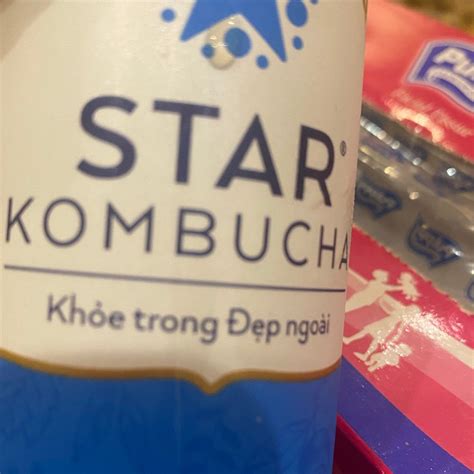 STAR®
KOMBUCHA
Khỏe trong Đẹp ngoài